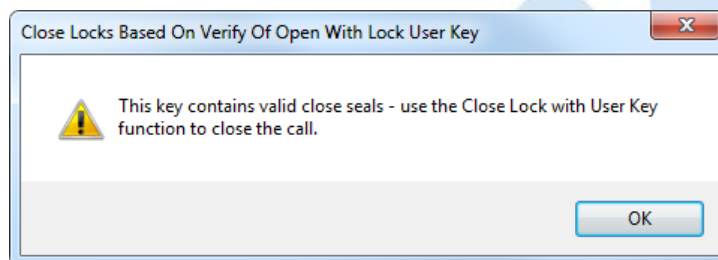 Close Locks Based On Verify Of Open With Lock User Key
This key contains valid close seals - use the Close Lock with User Key
function to close the call.
OK